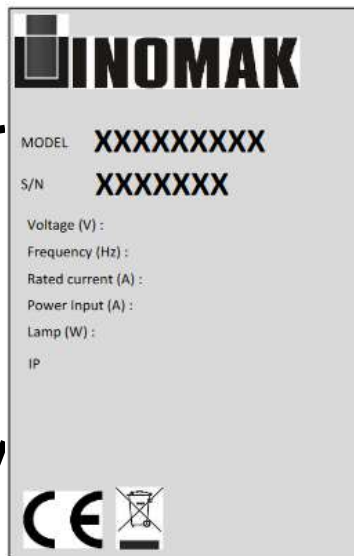 INOMAK
MODEL XXXXXXXXX
S/N XXXXXXX
Voltage (V) :
Frequency (Hz) :
Rated current (A) :
Power Input (A) :
Lamp (W) :
IP
CE